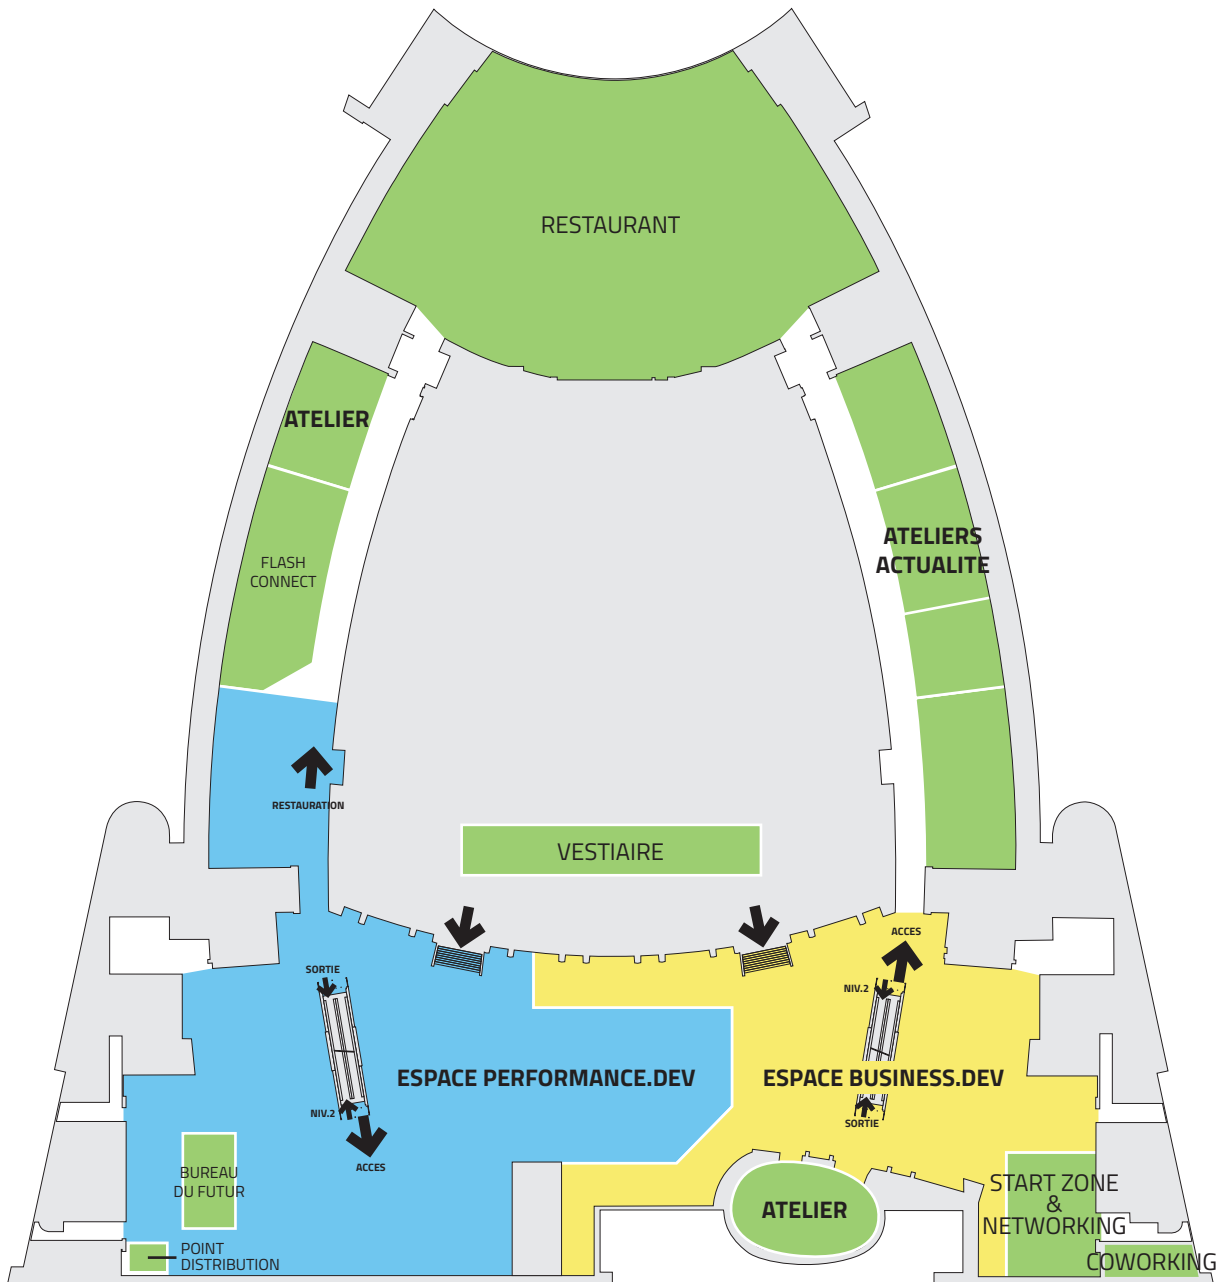 RESTAURANT
ATELIER
FLASH
CONNECT
ATELIERS
ACTUALITE
RESTAURATION
VESTIAIRE
SORTIE
NIV.2
ACCES
ACCES
NIV.2
SORTIE
ESPACE PERFORMANCE.DEV
ESPACE BUSINESS.DEV
BUREAU
DU FUTUR
POINT
DISTRIBUTION
ATELIER
START ZONE
&
NETWORKING
COWORKING